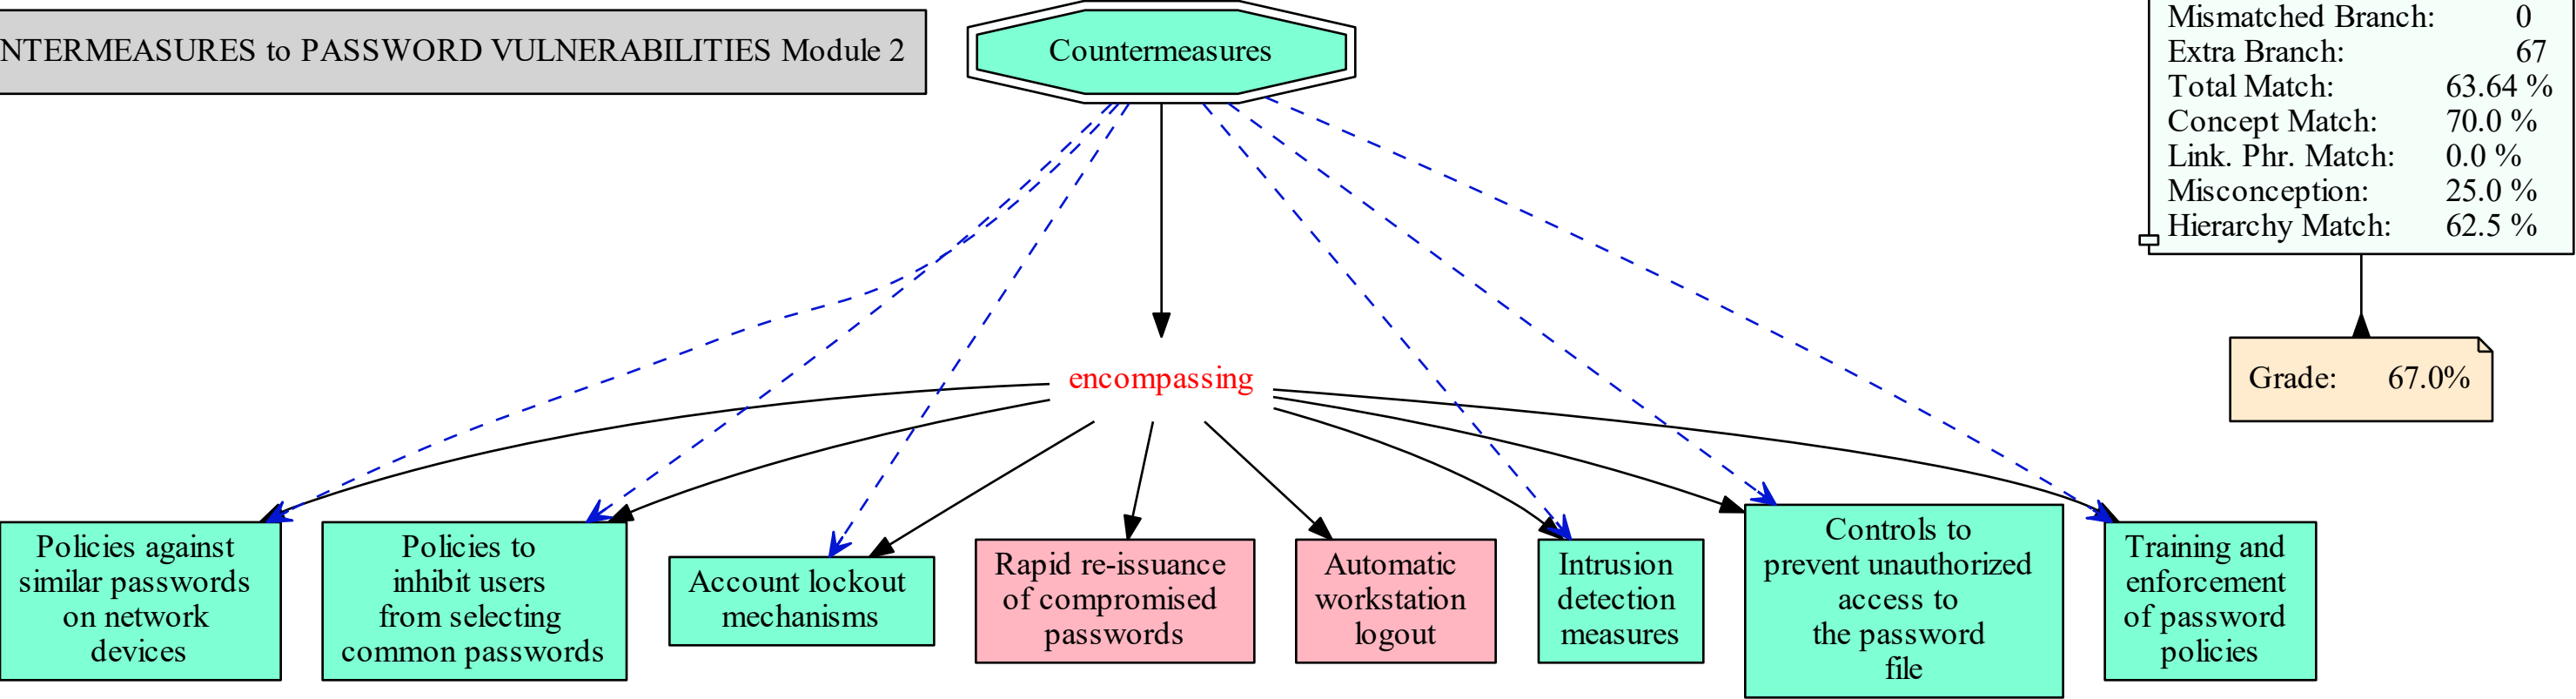 NTERMEASURES to PASSWORD VULNERABILITIES Module 2
Countermeasures
Mismatched Branch: 0
Extra Branch: 67
Total Match: 63.64 %
Concept Match: 70.0 %
Link. Phr. Match: 0.0 %
Misconception: 25.0 %
Hierarchy Match: 62.5 %
encompassing
Grade: 67.0%
Policies against
similar passwords
on network
devices
Policies to
inhibit users
from selecting
common passwords
Account lockout
mechanisms
Rapid re-issuance
of compromised
passwords
Automatic
workstation
logout
Intrusion
detection
measures
Controls to
prevent unauthorized
access to
the password
file
Training and
enforcement
of password
policies